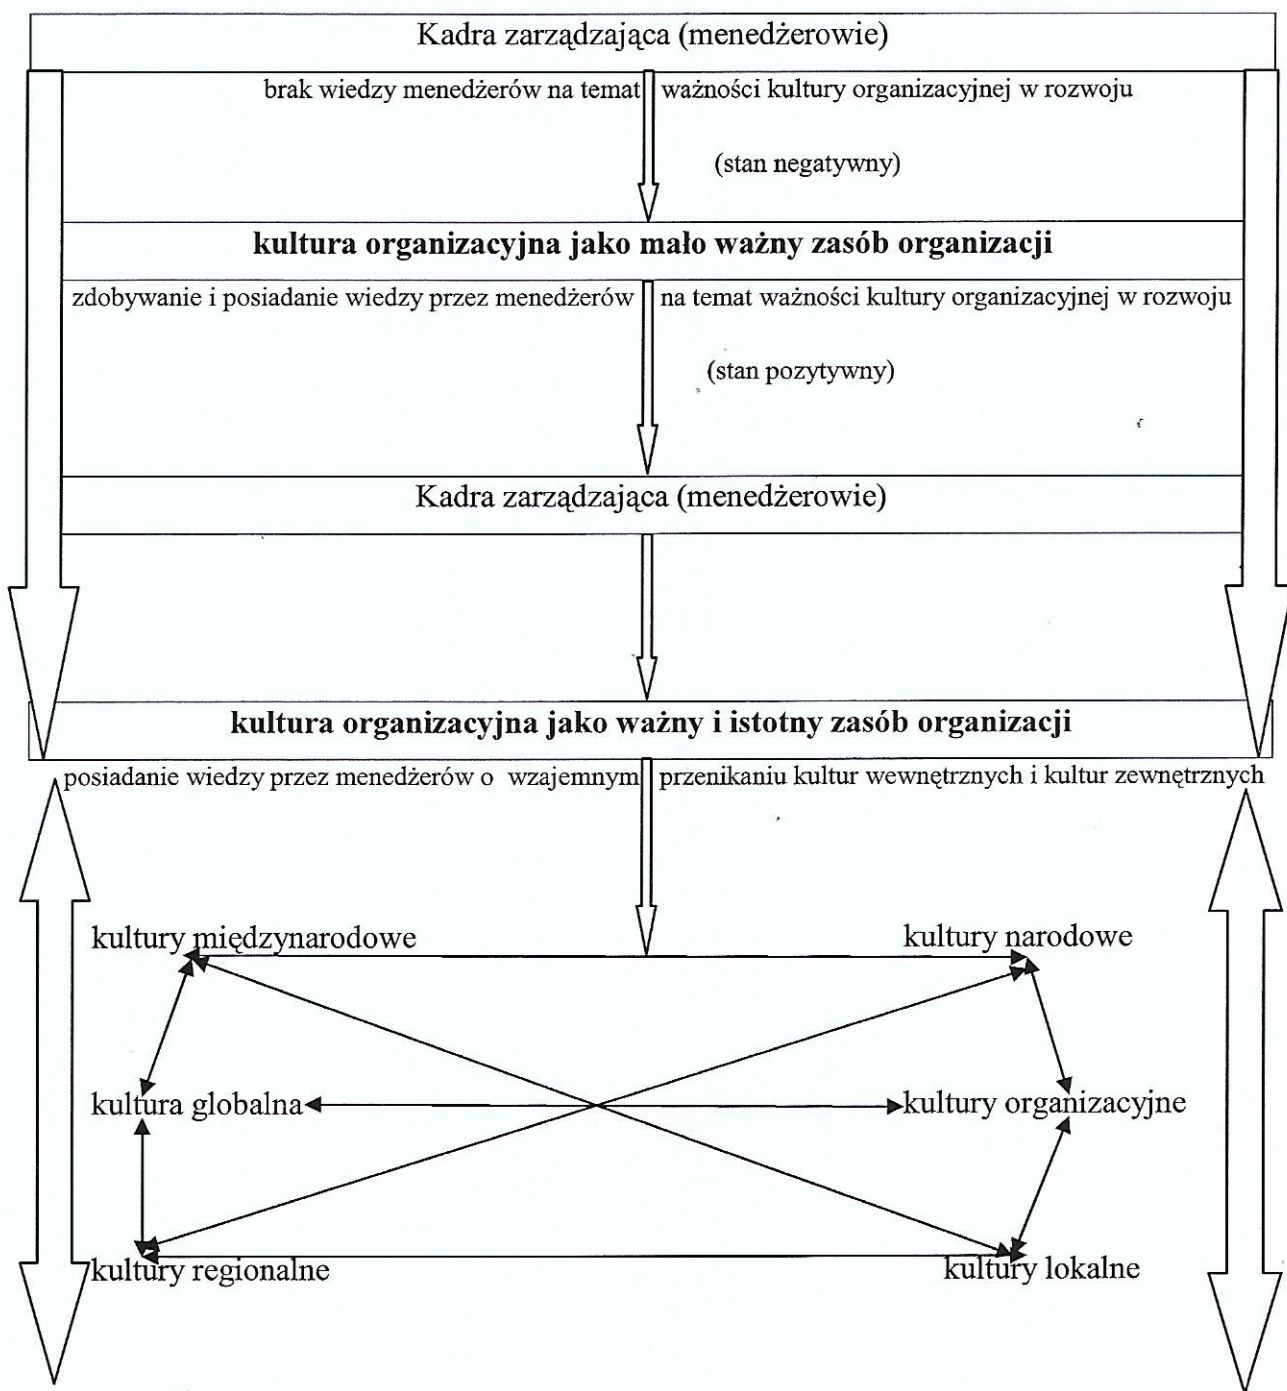 Kadra zarządzająca (menedżerowie)
brak wiedzy menedżerów na temat ważności kultury organizacyjnej w rozwoju
(stan negatywny)
kultura organizacyjna jako mało ważny zasób organizacji
zdobywanie i posiadanie wiedzy przez menedżerów na temat ważności kultury organizacyjnej w rozwoju
(stan pozytywny)
Kadra zarządzająca (menedżerowie)
kultura organizacyjna jako ważny i istotny zasób organizacji
posiadanie wiedzy przez menedżerów o wzajemnym przenikaniu kultur wewnętrznych i kultur zewnętrznych
kultury międzynarodowe kultury narodowe
kultura globalna kultury organizacyjne
kultury regionalne kultury lokalne